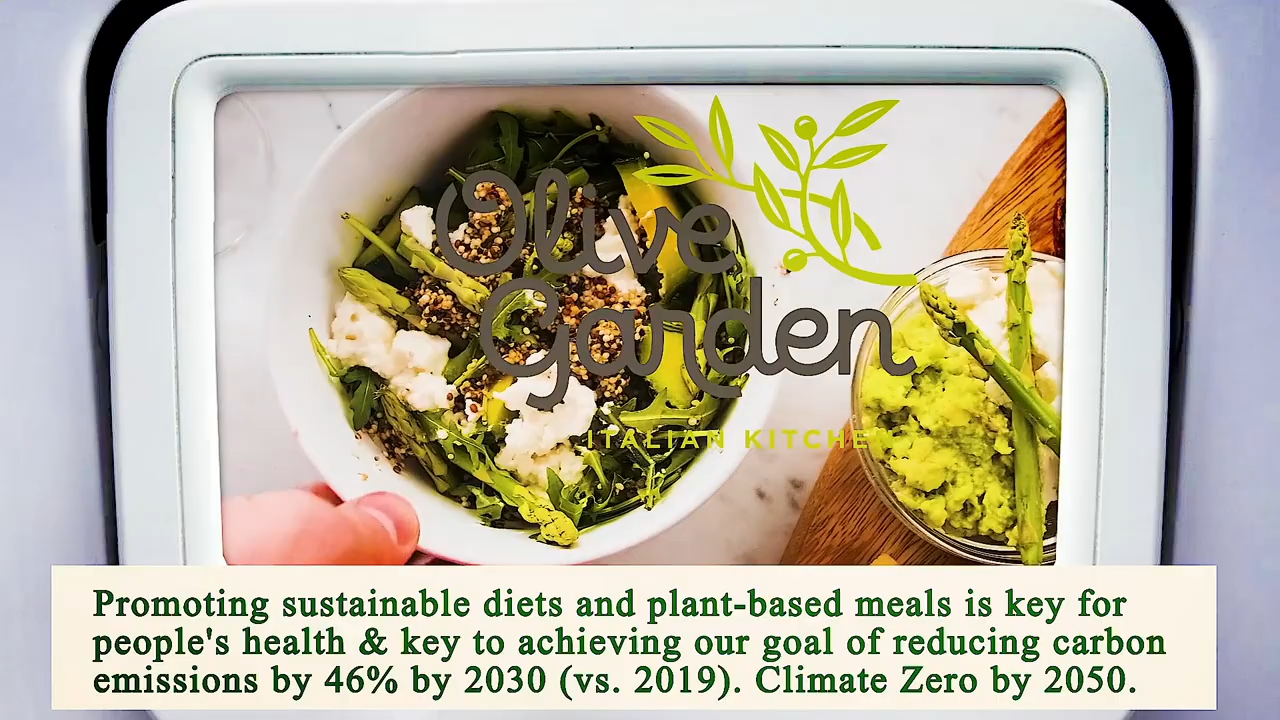 Olive
Garden
ITALIAN KITCHEN
Promoting sustainable diets and plant-based meals is key for
people's health & key to achieving our goal of reducing carbon
emissions by 46% by 2030 (vs. 2019). Climate Zero by 2050.